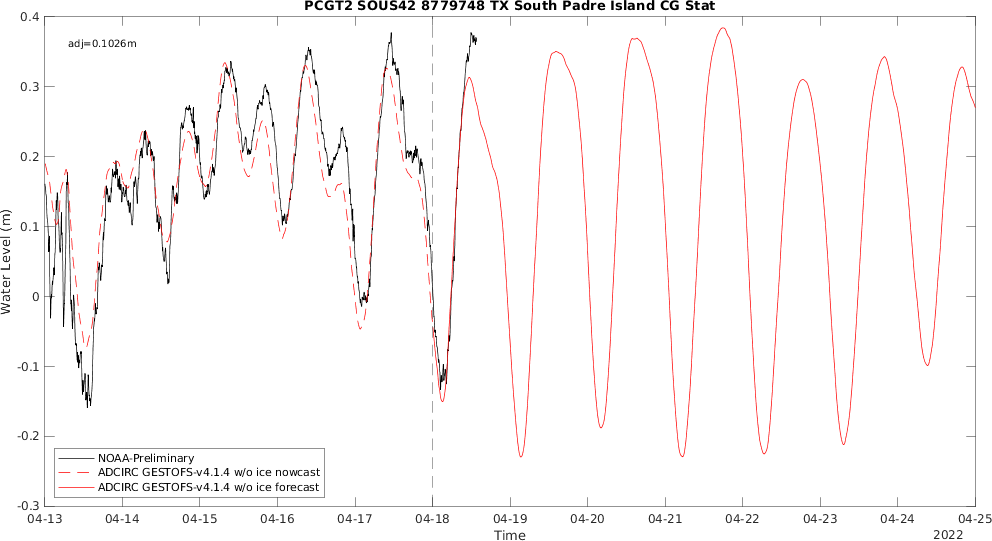 PCGT2 SOUS42 8779748 TX South Padre Island CG Stat
adj=0.1026m
0.4
0.3
0.2
0.1
0
-0.1
-0.2
-0.3
Water Level (m)
NOAA-Preliminary
ADCIRC GESTOFS-v4.1.4 w/o ice nowcast
ADCIRC GESTOFS-v4.1.4 w/o ice forecast
04-13 04-14 04-15 04-16 04-17 04-18 04-19 04-20 04-21 04-22 04-23 04-24 04-25
Time
2022